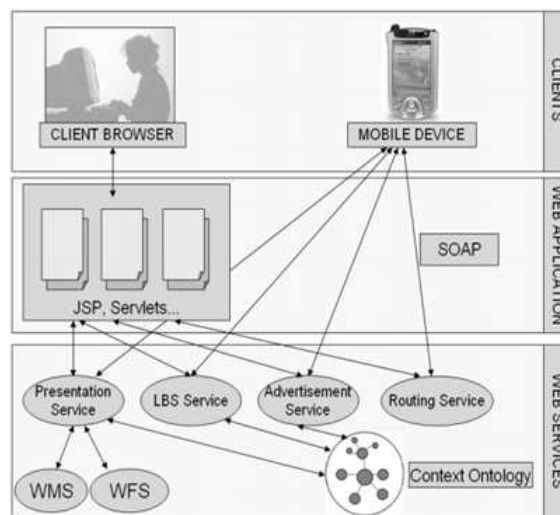 CLIENT BROWSER
MOBILE DEVICE
CLIENTS
JSP, Servlets...
SOAP
WEB APPLICATION
Presentation
Service
LBS Service
Advertisement
Service
Routing Service
WMS
WFS
Context Ontology
WEB SERVICES